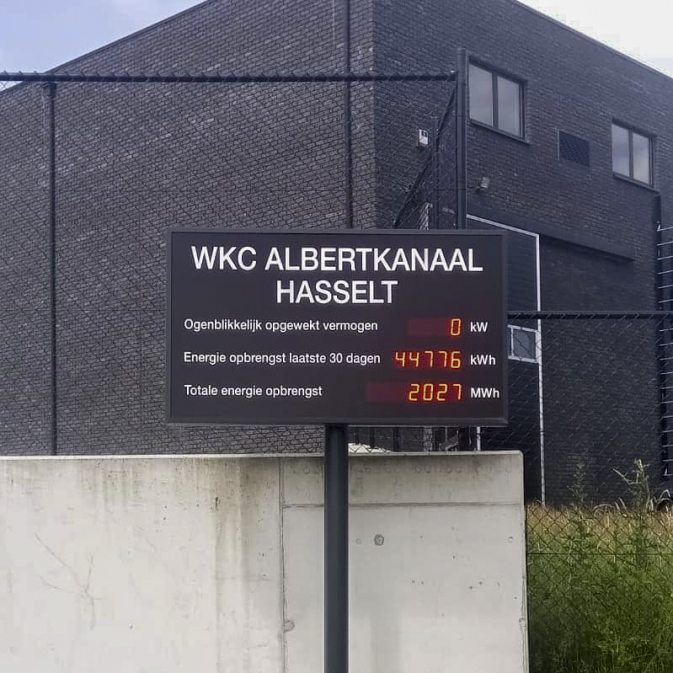 WKC ALBERTKANAAL
HASSELT
Ogenblikkelijk opgewekt vermogen 0 kW
Energie opbrengst laatste 30 dagen 44776 kWh
Totale energie opbrengst 2027 MWh